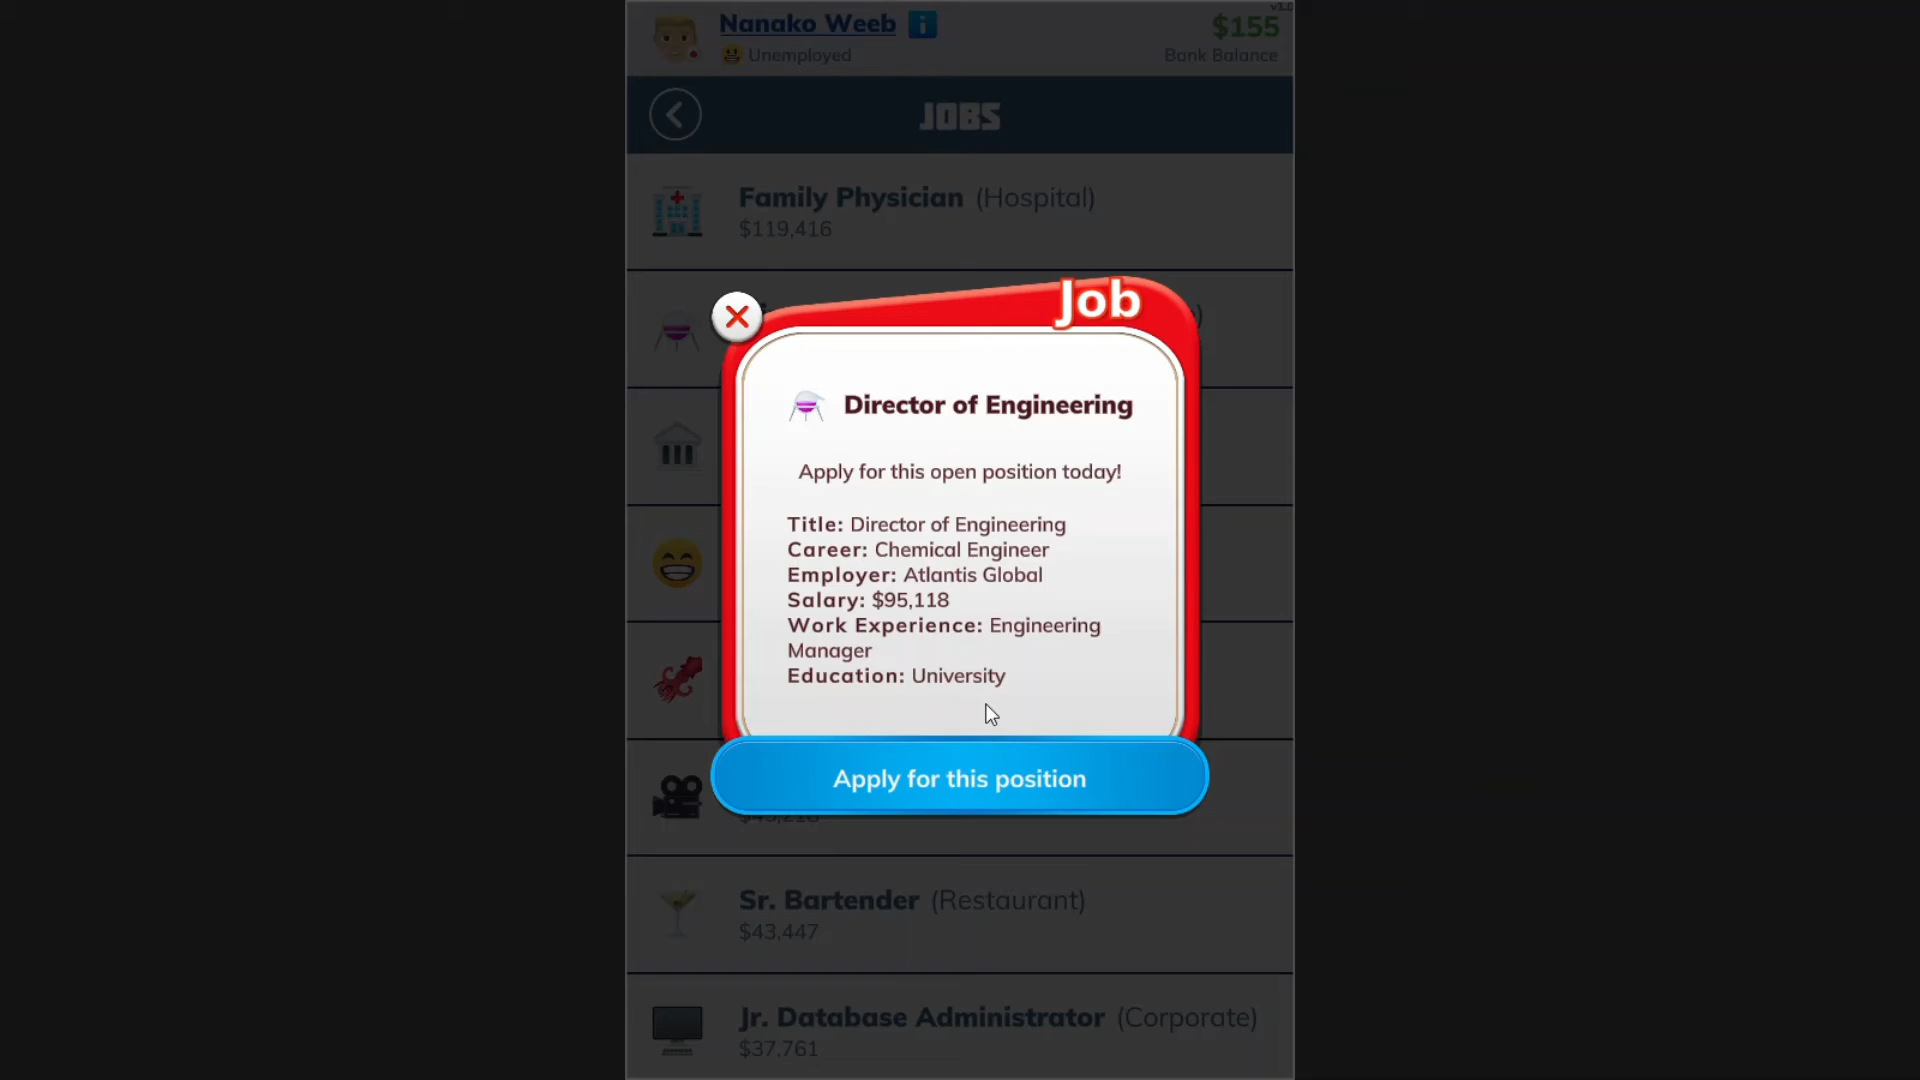 v1.0
Nanako Weeb
Unemployed
$155
Bank Balance
JOBS
Family Physician (Hospital)
$119,416
Job
Director of Engineering
Apply for this open position today!
Title: Director of Engineering
Career: Chemical Engineer
Employer: Atlantis Global
Salary: $95,118
Work Experience: Engineering
Manager
Education: University
Apply for this position
Sr. Bartender (Restaurant)
$43,447
Jr. Database Administrator (Corporate)
$37,761